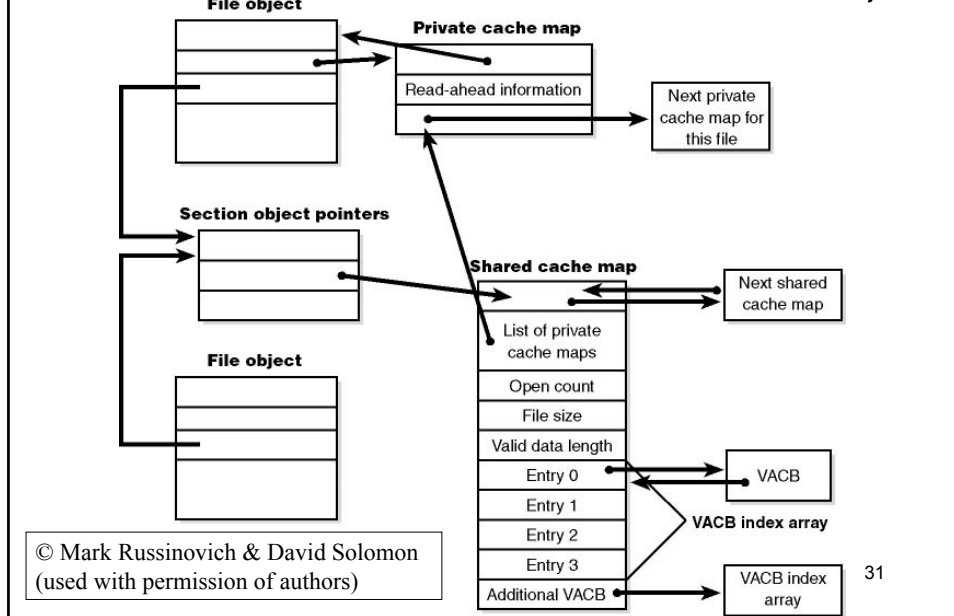 File object
Private cache map
Read-ahead information
Next private
cache map for
this file
Section object pointers
Shared cache map
Next shared
cache map
List of private
cache maps
Open count
File size
Valid data length
File object
Entry 0
VACB
Entry 1
VACB index array
Entry 2
Entry 3
Additional VACB
VACB index
array
© Mark Russinovich & David Solomon
(used with permission of authors)
31